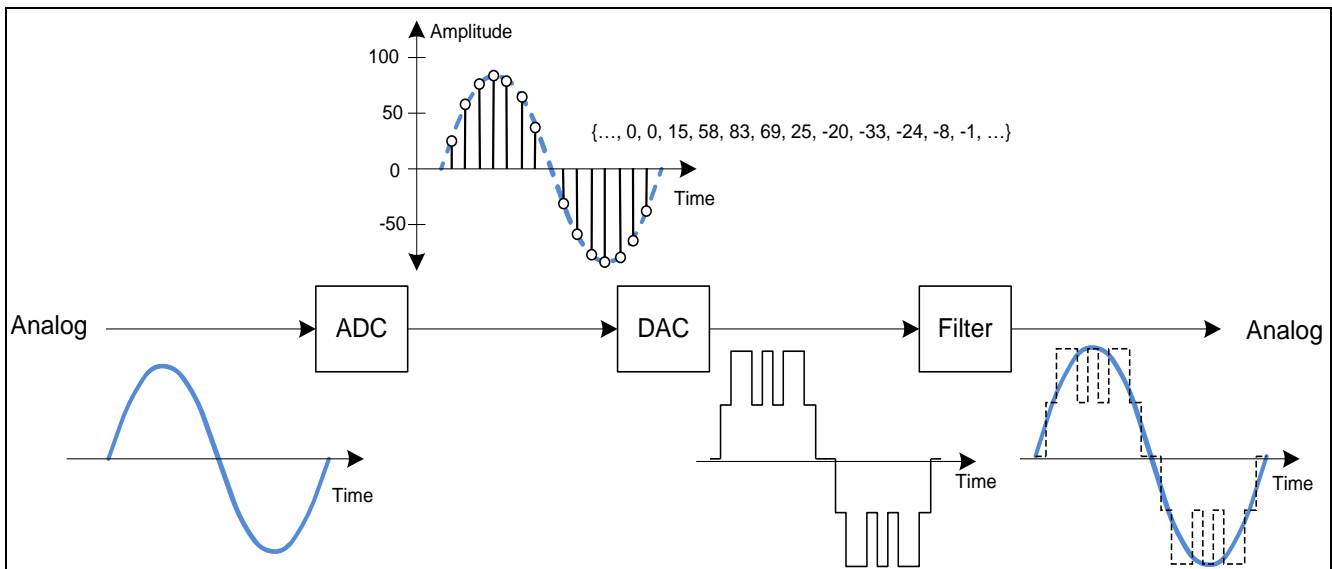 Amplitude
100
50
{…, 0, 0, 15, 58, 83, 69, 25, -20, -33, -24, -8, -1, …}
0
Time
-50
Analog
ADC
DAC
Filter
Analog
Time
Time
Time